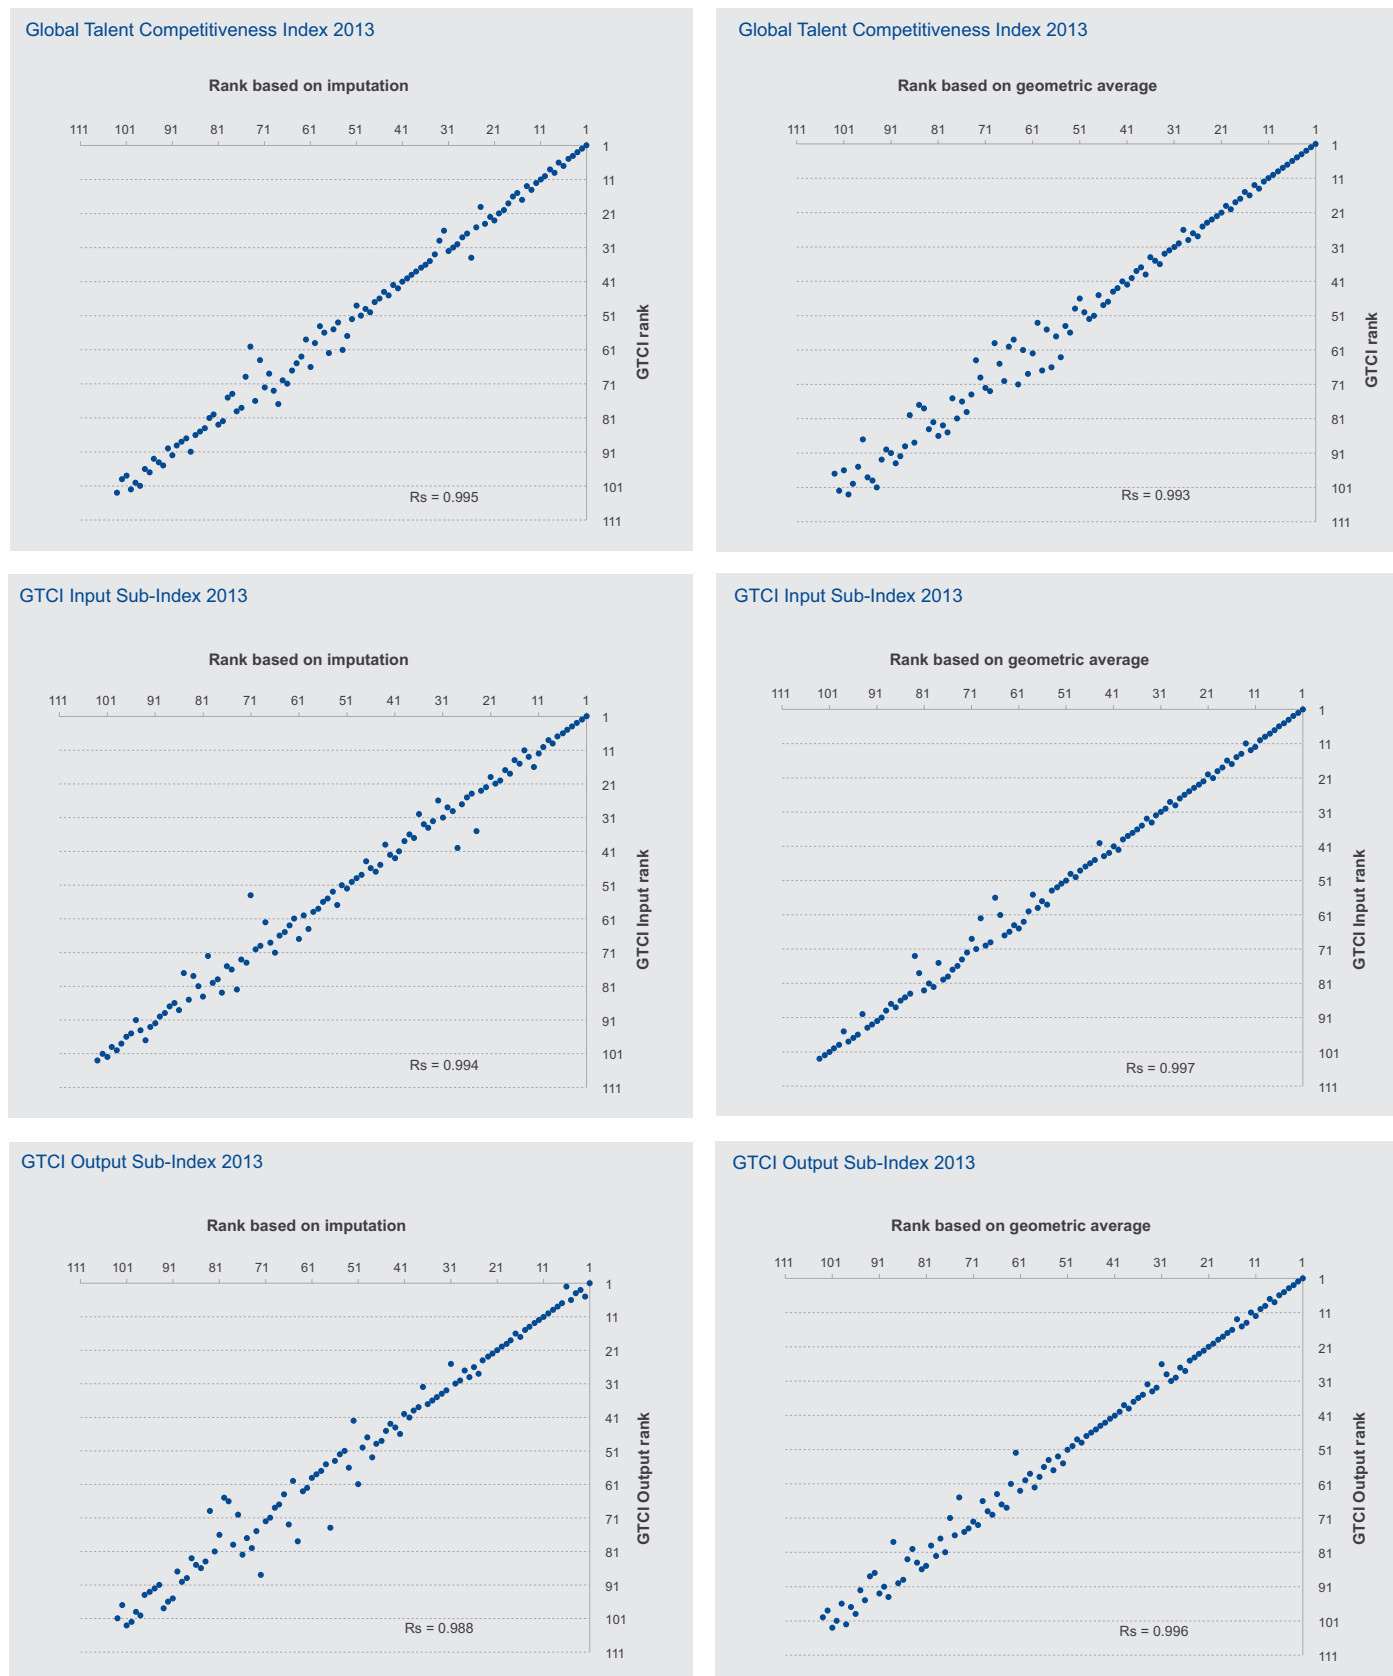 Global Talent Competitiveness Index 2013
Rank based on imputation
111 101 91 81 71 61 51 41 31 21 11 1
1
11
21
31
41
51
61
71
81
91
101
111
GTCI rank
Rs = 0.995
Global Talent Competitiveness Index 2013
Rank based on geometric average
111 101 91 81 71 61 51 41 31 21 11 1
1
11
21
31
41
51
61
71
81
91
101
111
GTCI rank
Rs = 0.993
GTCI Input Sub-Index 2013
Rank based on imputation
111 101 91 81 71 61 51 41 31 21 11 1
1
11
21
31
41
51
61
71
81
91
101
111
GTCI Input rank
Rs = 0.994
GTCI Input Sub-Index 2013
Rank based on geometric average
111 101 91 81 71 61 51 41 31 21 11 1
1
11
21
31
41
51
61
71
81
91
101
111
GTCI Input rank
Rs = 0.997
GTCI Output Sub-Index 2013
Rank based on imputation
111 101 91 81 71 61 51 41 31 21 11 1
1
11
21
31
41
51
61
71
81
91
101
111
GTCI Output rank
Rs = 0.988
GTCI Output Sub-Index 2013
Rank based on geometric average
111 101 91 81 71 61 51 41 31 21 11 1
1
11
21
31
41
51
61
71
81
91
101
111
GTCI Output rank
Rs = 0.996